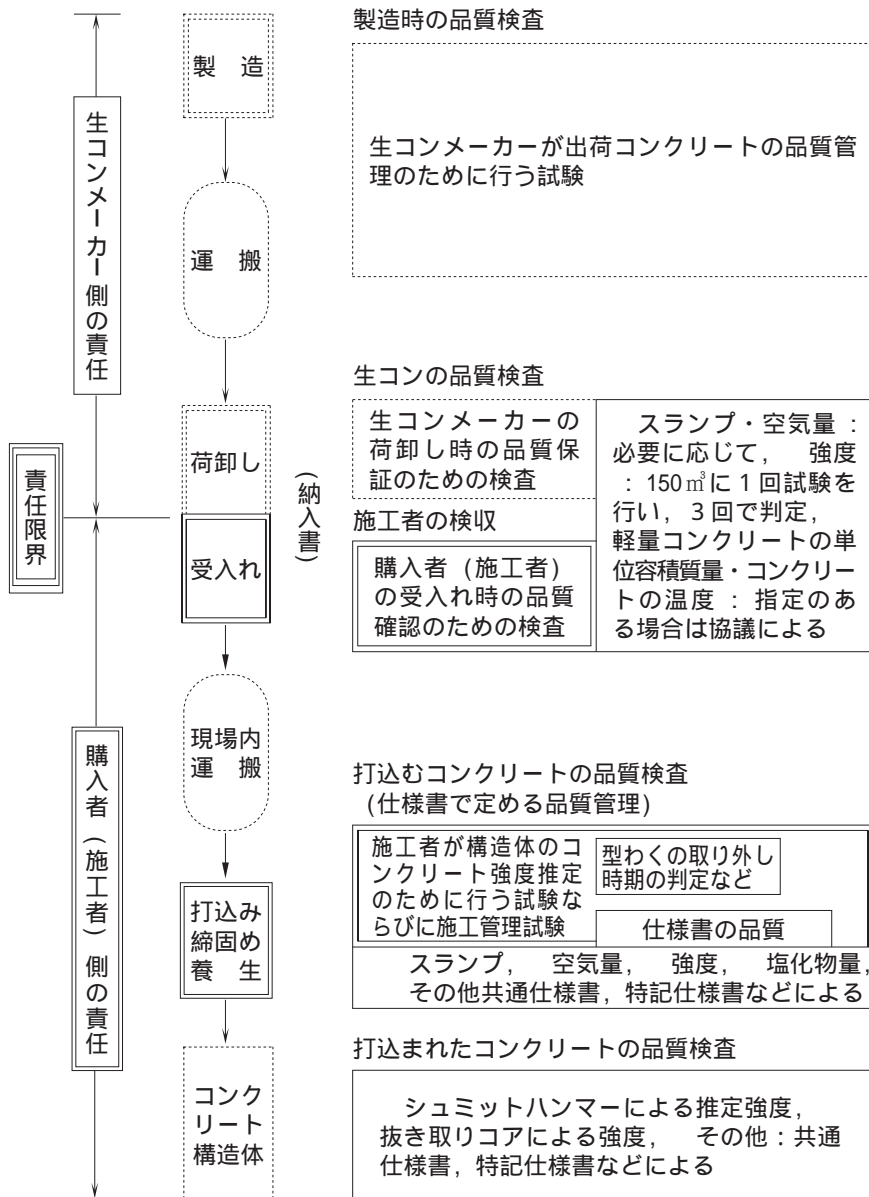 製造時の品質検査
製　造
生コンメーカーが出荷コンクリートの品質管
理のために行う試験
生コンメーカー側の責任
運　搬
生コンの品質検査
荷卸し
(納入書)
生コンメーカーの
荷卸し時の品質保
証のための検査
スランプ・空気量：
必要に応じて，　強度
：150㎥に１回試験を
行い，３回で判定，
軽量コンクリートの単
位容積質量・コンクリー
トの温度：指定のあ
る場合は協議による
責任限界
施工者の検収
受入れ
購入者（施工者）
の受入れ時の品質
確認のための検査
現場内
運　搬
購入者（施工者）側の責任
打込むコンクリートの品質検査
(仕様書で定める品質管理)
施工者が構造体のコ
ンクリート強度推定
のために行う試験な
らびに施工管理試験
型わくの取り外し
時期の判定など
仕様書の品質
打込み
締固め
養　生
スランプ，　空気量，　強度，　塩化物量，
その他共通仕様書，特記仕様書などによる
打込まれたコンクリートの品質検査
コンク
リート
構造体
シュミットハンマーによる推定強度，
抜き取りコアによる強度，　その他：共通
仕様書，特記仕様書などによる